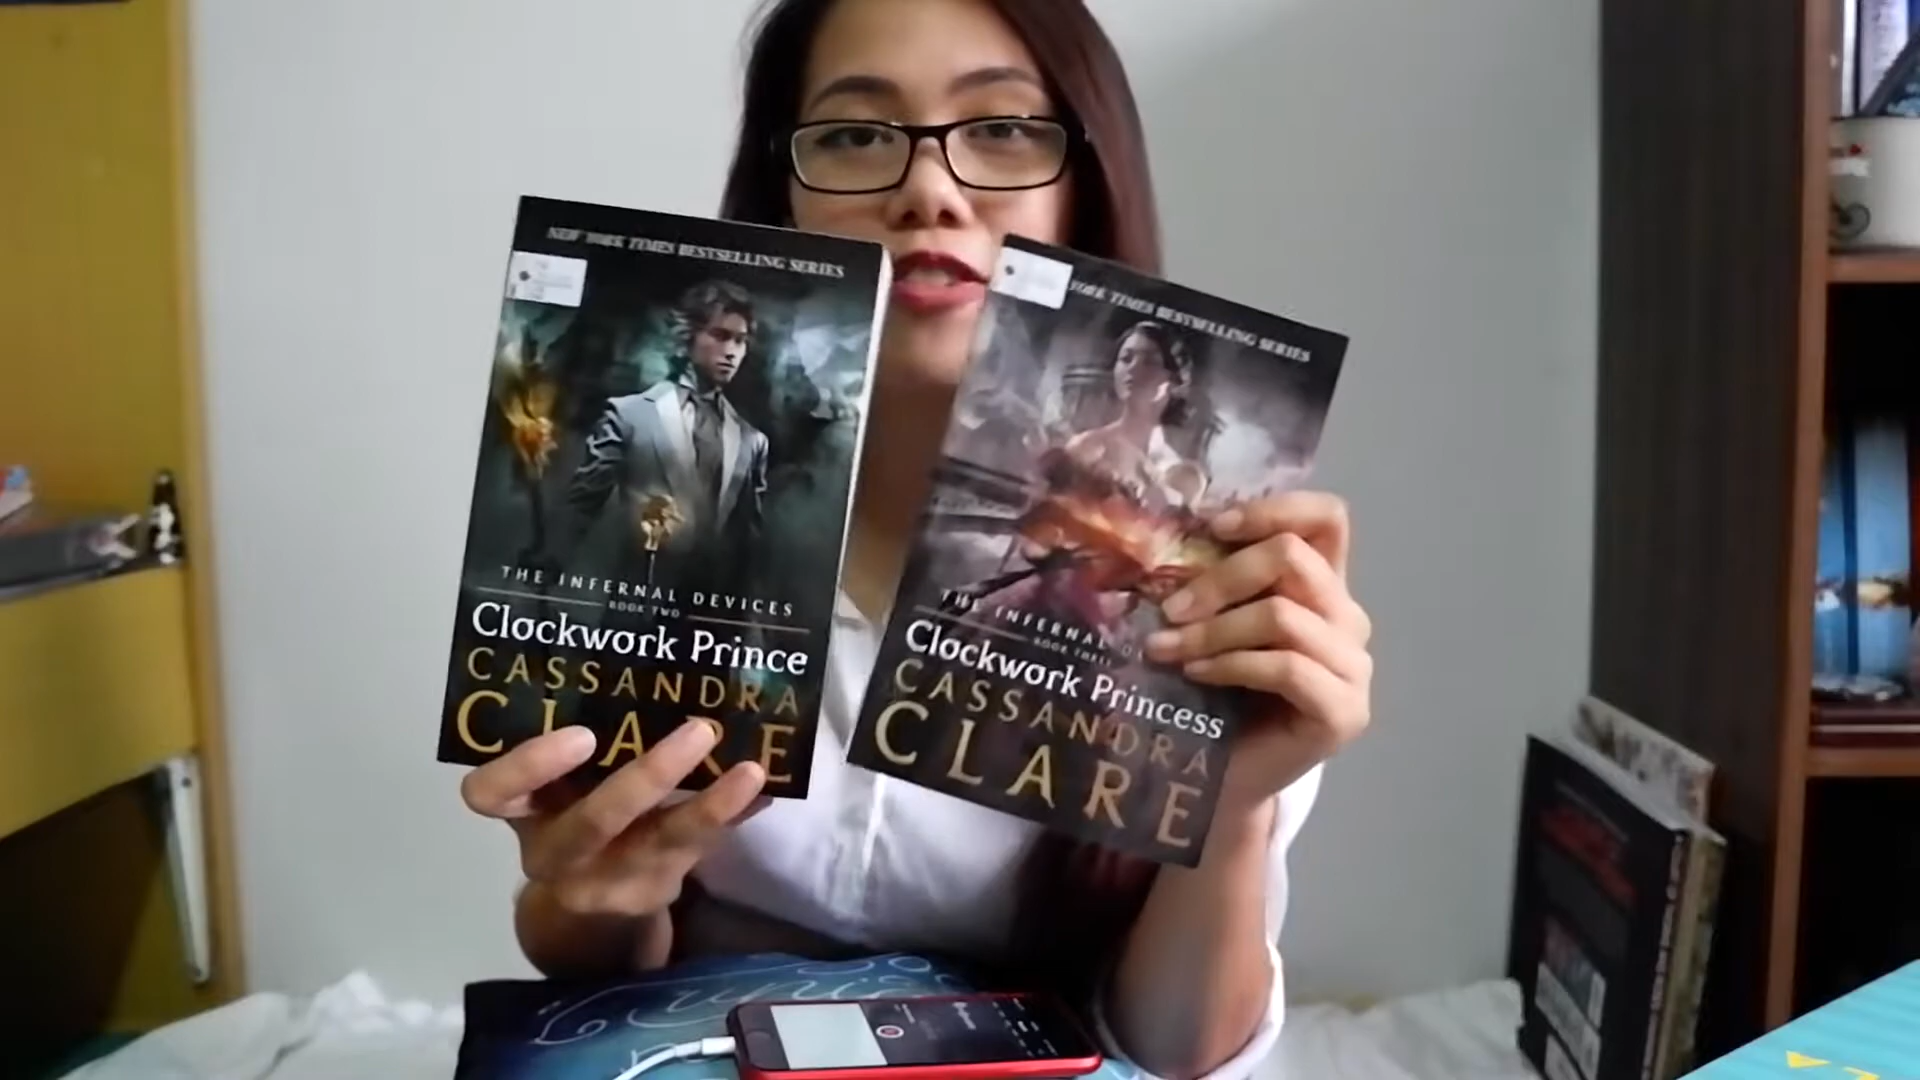 NEW YORK TIMES BESTSELLING SERIES
THE INFERNAL DEVICES
BOOK TWO
Clockwork Prince
CASSANDRA
CLARE
YORK TIMES BESTSELLING SERIES
THE INFERNAL
BOOK THREE
Clockwork Princess
CASSANDRA
CLARE